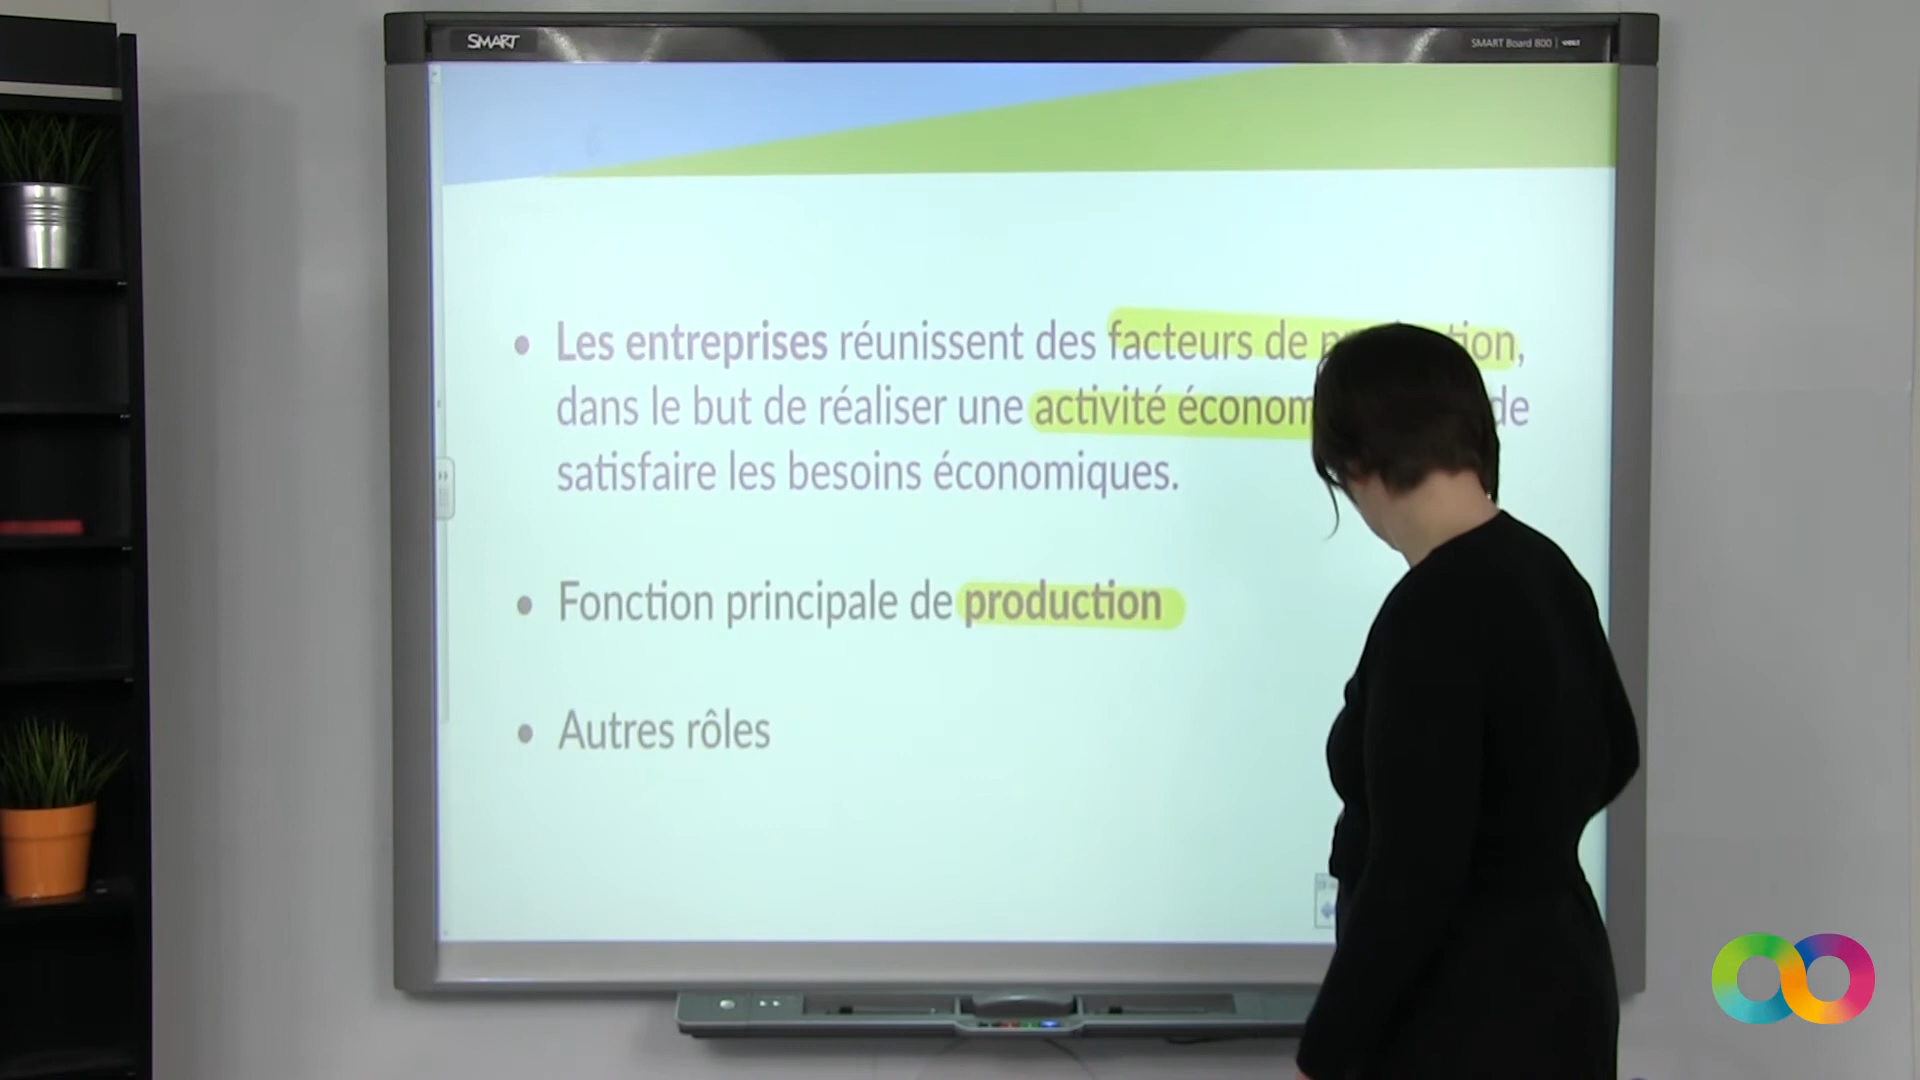 SMART
SMART Board 800
Les entreprises réunissent des facteurs de
dans le but de réaliser une activité de
satisfaire les besoins économiques.
Fonction principale de production
Autres rôles